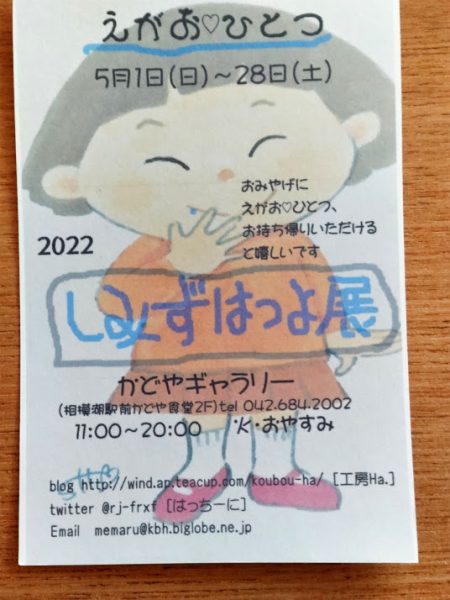 えがお♡ひとつ
5月1日(日)～28日(土)
おみやげに
えがお♡ひとつ、
お持ち帰りいただける
と嬉しいです
2022
しみずはつよ展
かどやギャラリー
(相模湖駅前かどや食堂2F)tel 042.684.2002
11:00～20:00 火・おやすみ
blog http://wind.ap.teacup.com/koubou-ha/ [工房Ha.]
twitter @rj-frxf [はっちーに]
Email memaru@kbh.biglobe.ne.jp